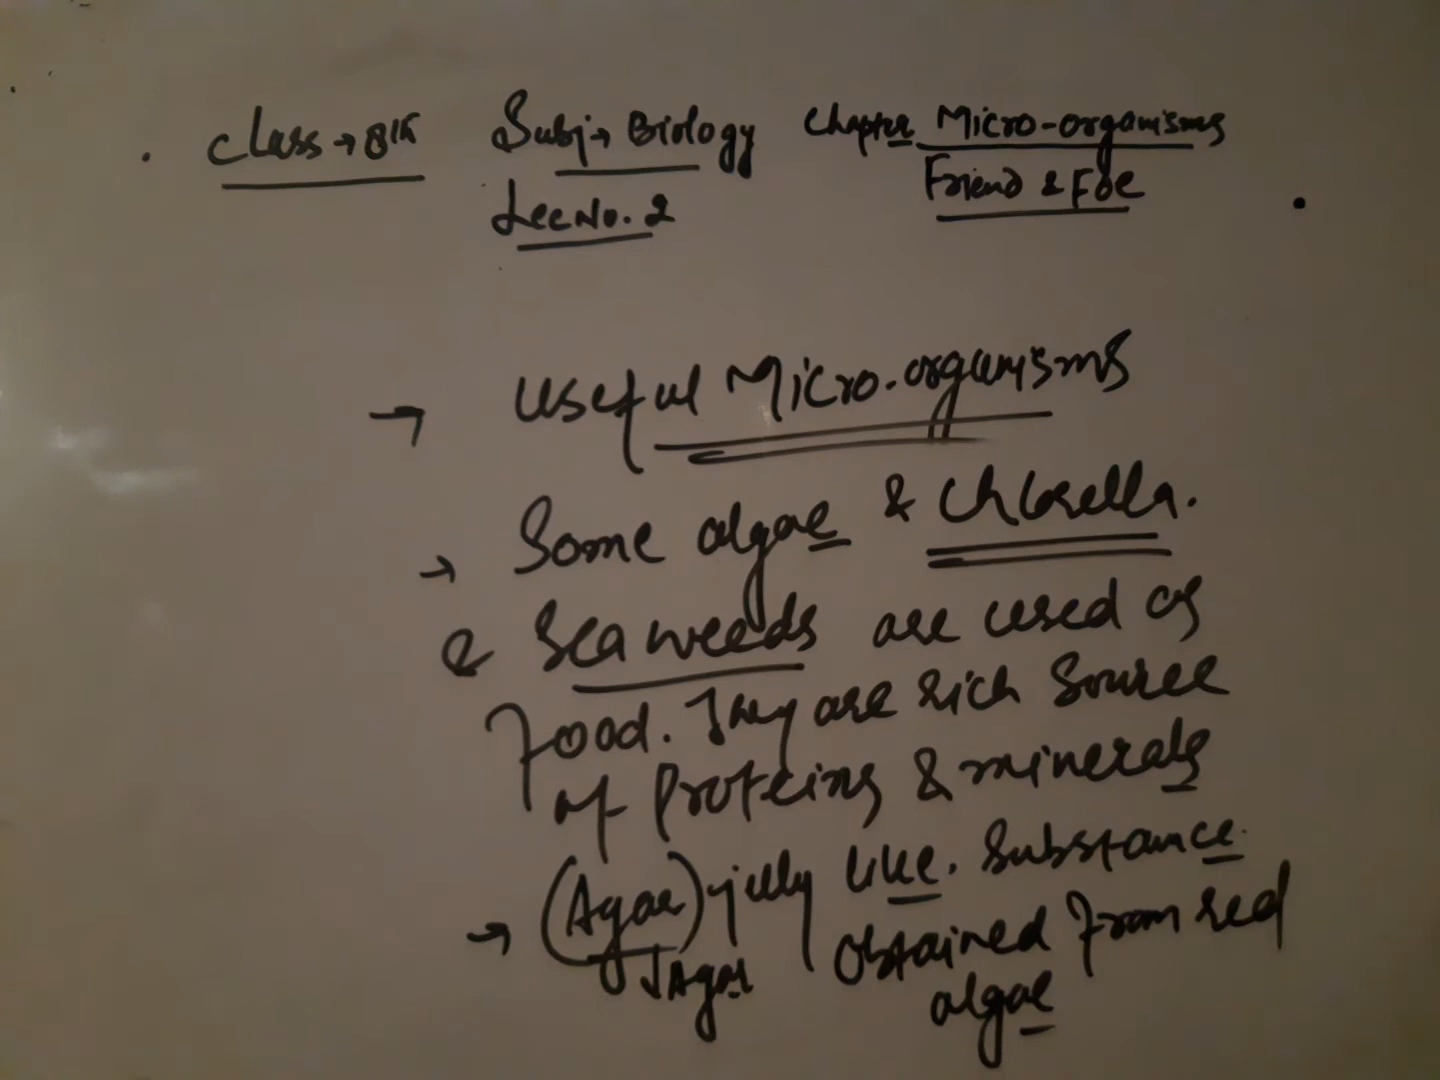 Class → 8th Subj → Biology Chapter Micro-organisms
Lec No. 2 Friend & Foe
→ Useful Micro-organisms
→ Some algae & Chlorella.
& Sea weeds are used as
Food. They are rich source
of proteins & minerals
→ (Agar) jelly like. Substance
↓ Agar obtained from red
algae